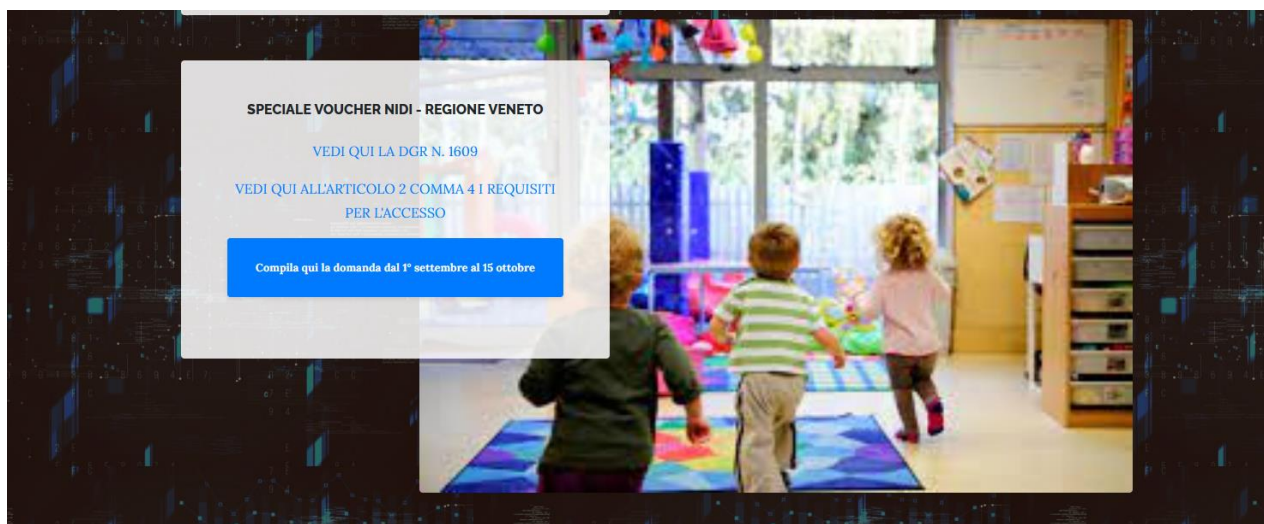 SPECIALE VOUCHER NIDI - REGIONE VENETO
VEDI QUI LA DGR N. 1609
VEDI QUI ALL'ARTICOLO 2 COMMA 4 I REQUISITI
PER L'ACCESSO
Compila qui la domanda dal 1° settembre al 15 ottobre